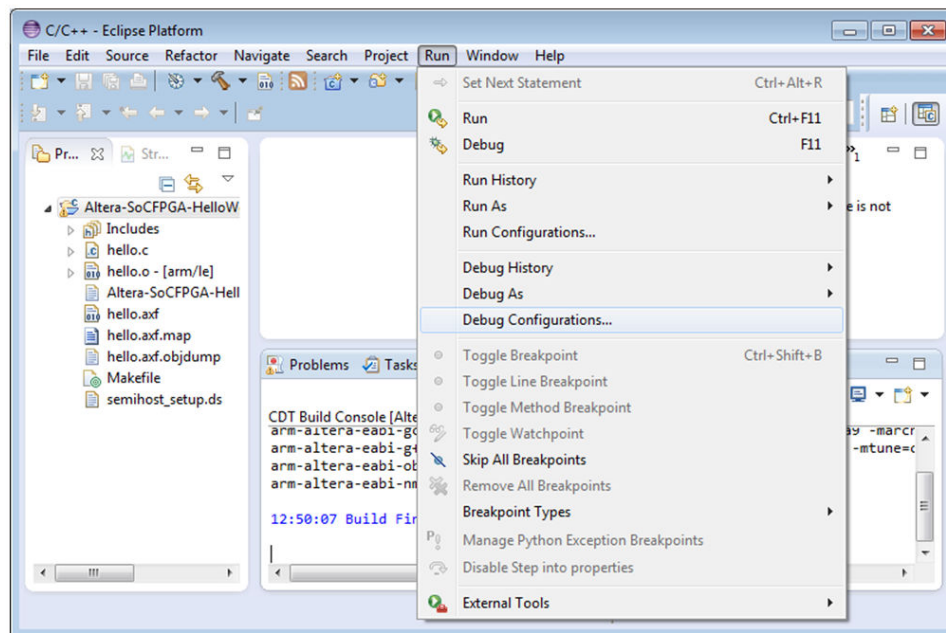 C/C++ - Eclipse Platform
File Edit Source Refactor Navigate Search Project Run Window Help
Set Next Statement Ctrl+Alt+R
Run Ctrl+F11
Debug F11
Run History
Run As
Run Configurations...
Debug History
Debug As
Debug Configurations...
Toggle Breakpoint Ctrl+Shift+B
Toggle Line Breakpoint
Toggle Method Breakpoint
Toggle Watchpoint
Skip All Breakpoints
Remove All Breakpoints
Breakpoint Types
Manage Python Exception Breakpoints
Disable Step into properties
External Tools
Pr... Str...
Altera-SoCFPGA-HelloW
Includes
hello.c
hello.o - [arm/le]
Altera-SoCFPGA-Hell
hello.axf
hello.axf.map
hello.axf.objdump
Makefile
semihost_setup.ds
e is not
Problems Tasks
CDT Build Console [Alte
arm-altera-eabi-gc
arm-altera-eabi-g+ -mtune=c
arm-altera-eabi-ob
arm-altera-eabi-nm
12:50:07 Build Fin